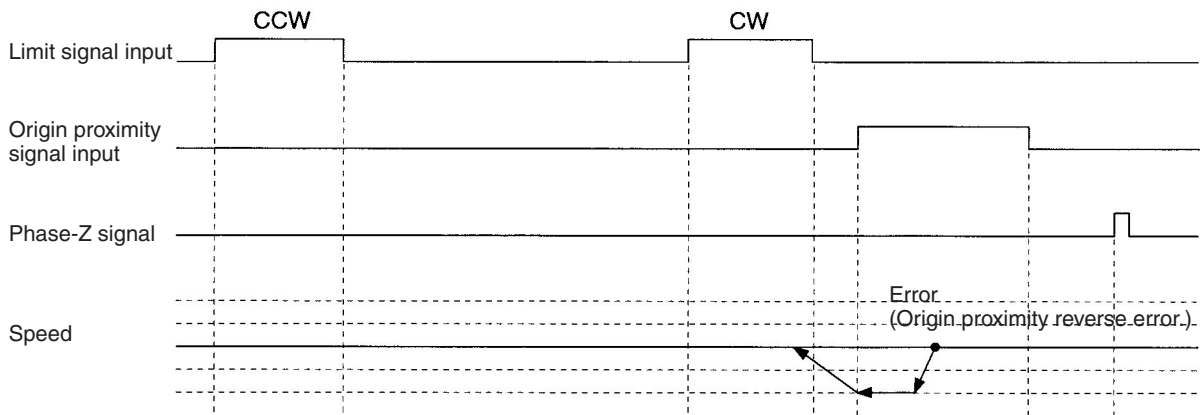 CCW
CW
Limit signal input
Origin proximity
signal input
Phase-Z signal
Error
(Origin proximity reverse error.)
Speed